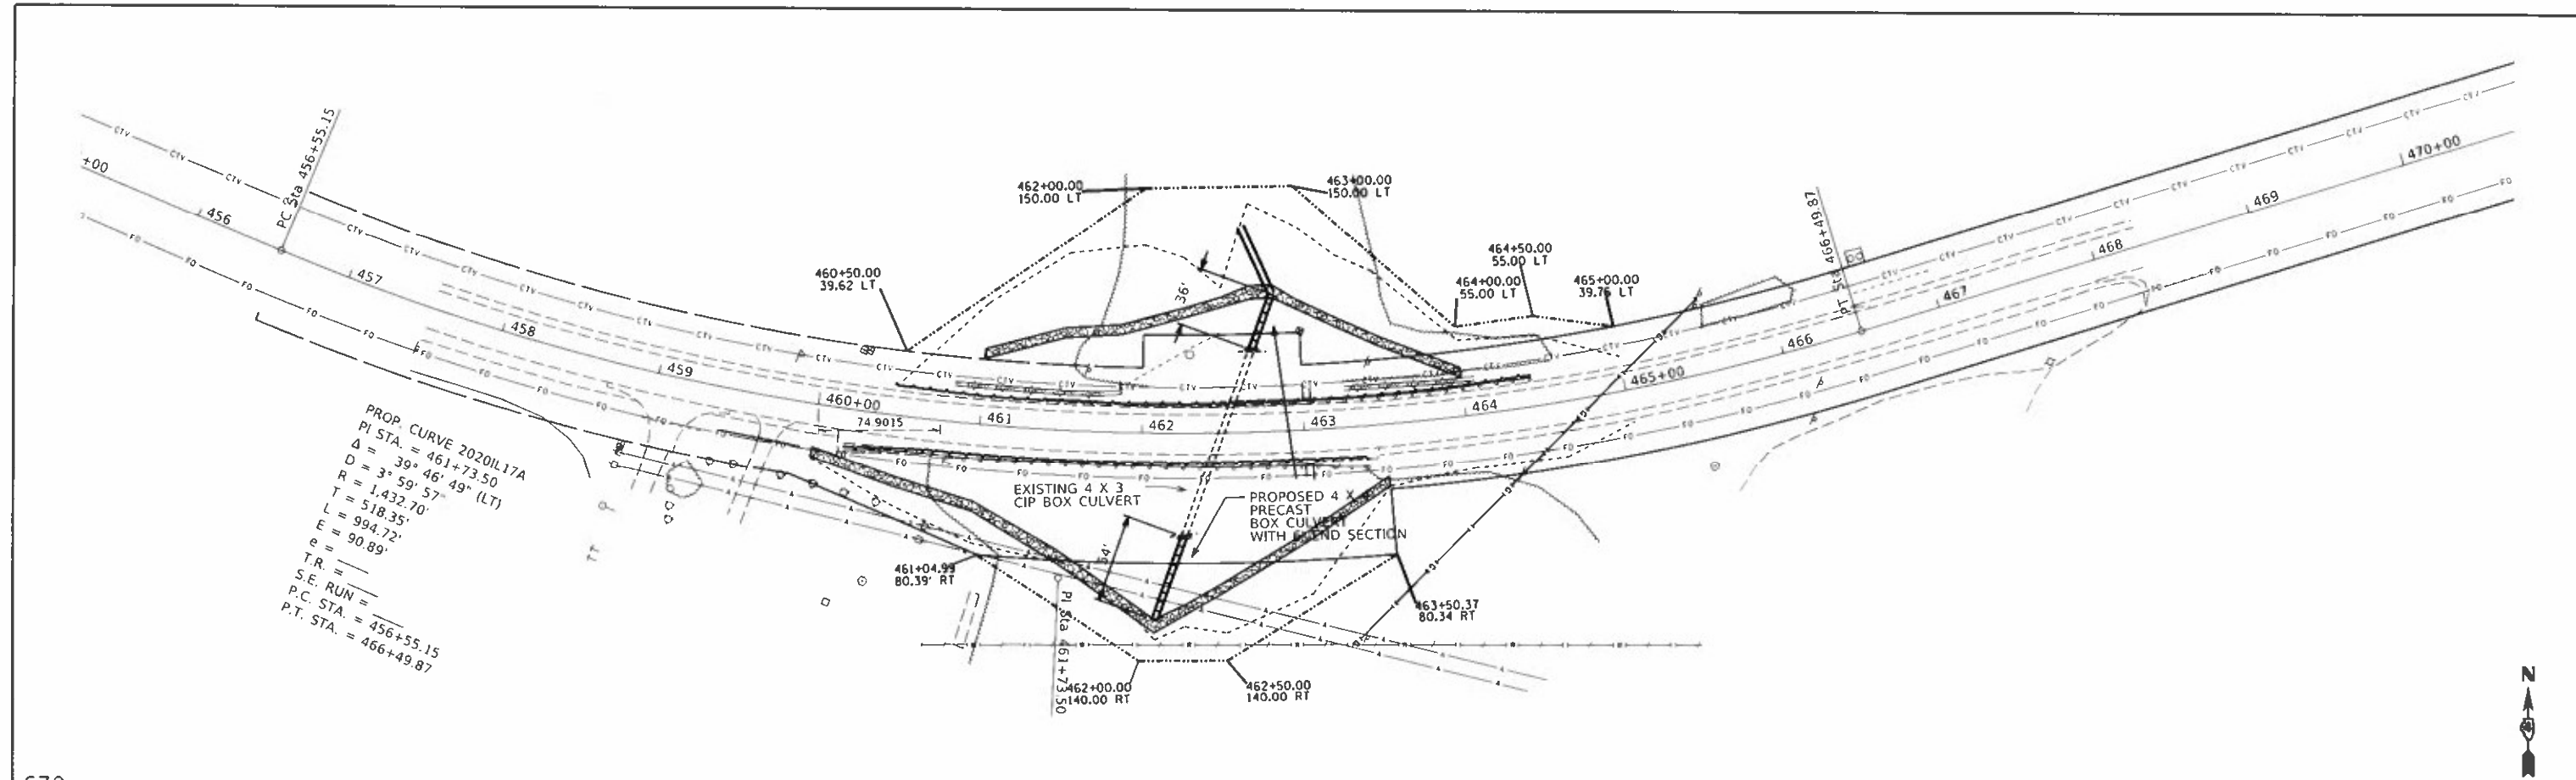 PC Sta 456+55.15
+00
456
457
458
459
460+00
461
462
463
464
465+00
466
467
468
469
470+00
CTV
FO
462+00.00
150.00 LT
463+00.00
150.00 LT
460+50.00
39.62 LT
464+50.00
55.00 LT
464+00.00
55.00 LT
465+00.00
39.76 LT
PT Sta 466+49.87
36'
74.9015
EXISTING 4 X 3
CIP BOX CULVERT
PROPOSED 4 X
PRECAST
BOX CULVERT
WITH END SECTION
461+04.99
80.39' RT
463+50.37
80.34 RT
PI Sta 461+73.50
462+00.00
140.00 RT
462+50.00
140.00 RT
PROP. CURVE 2020IL17A
PI STA. = 461+73.50
Δ = 39° 46' 49" (LT)
D = 3° 59' 57"
R = 1,432.70'
T = 518.35'
L = 994.72'
E = 90.89'
e =
T.R. =
S.E. RUN =
P.C. STA. = 456+55.15
P.T. STA. = 466+49.87
N